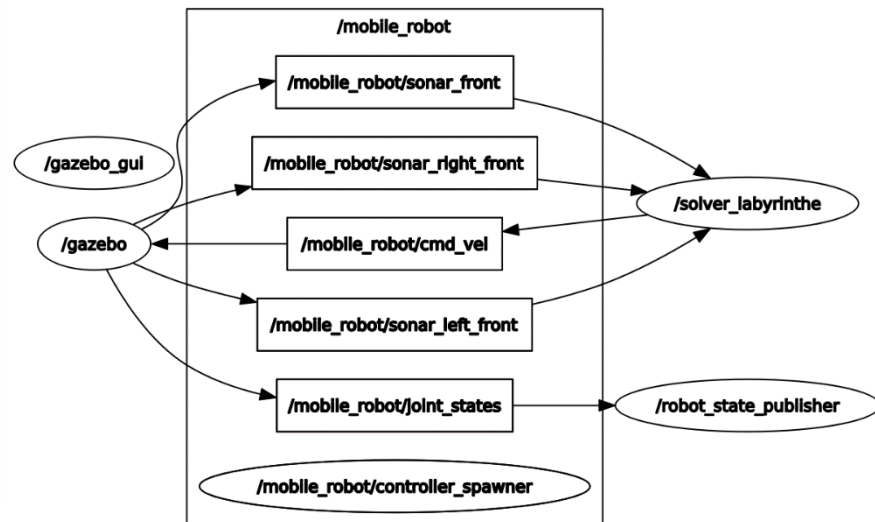 /mobile_robot
/mobile_robot/sonar_front
/gazebo_gui
/mobile_robot/sonar_right_front
/solver_labyrinthe
/gazebo
/mobile_robot/cmd_vel
/mobile_robot/sonar_left_front
/mobile_robot/joint_states
/robot_state_publisher
/mobile_robot/controller_spawner